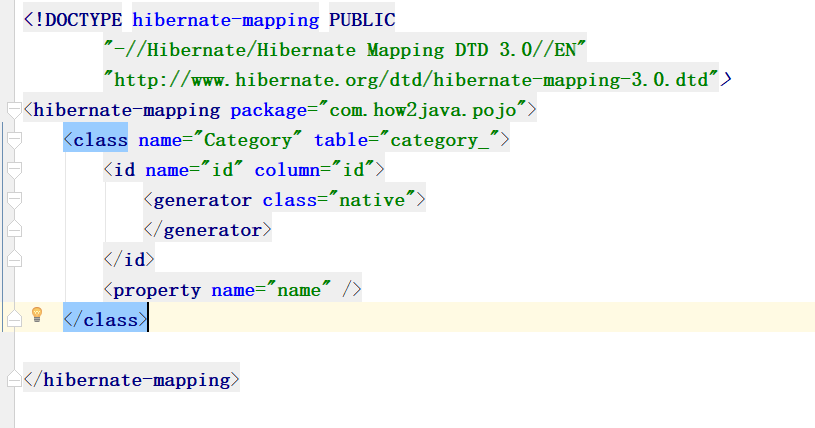 <!DOCTYPE hibernate-mapping PUBLIC
"-//Hibernate/Hibernate Mapping DTD 3.0//EN"
"http://www.hibernate.org/dtd/hibernate-mapping-3.0.dtd">
<hibernate-mapping package="com.how2java.pojo">
<class name="Category" table="category_">
<id name="id" column="id">
<generator class="native">
</generator>
</id>
<property name="name" />
</class>
</hibernate-mapping>